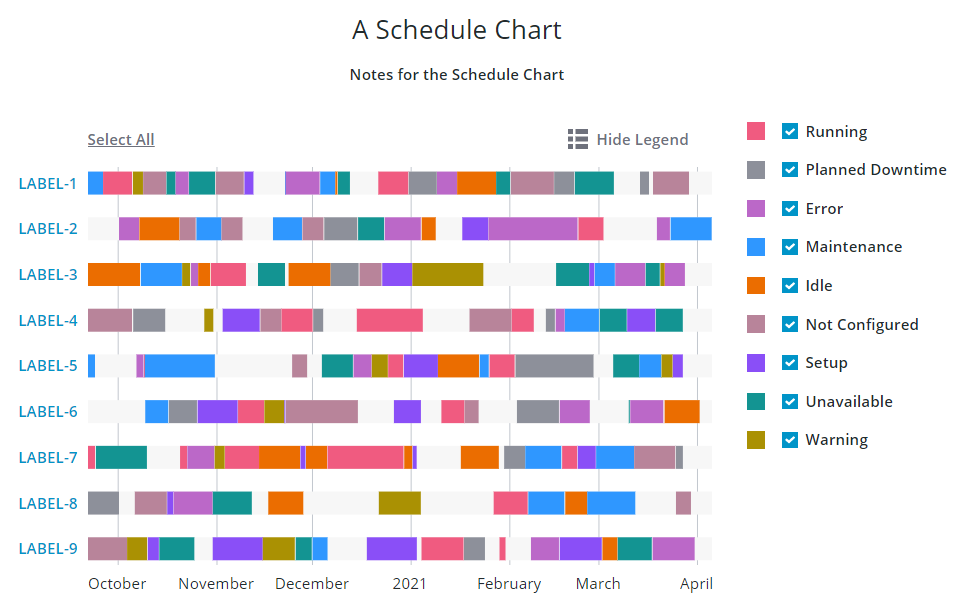 A Schedule Chart
Notes for the Schedule Chart
Select All
Hide Legend
LABEL-1
LABEL-2
LABEL-3
LABEL-4
LABEL-5
LABEL-6
LABEL-7
LABEL-8
LABEL-9
October November December 2021 February March April
Running
Planned Downtime
Error
Maintenance
Idle
Not Configured
Setup
Unavailable
Warning